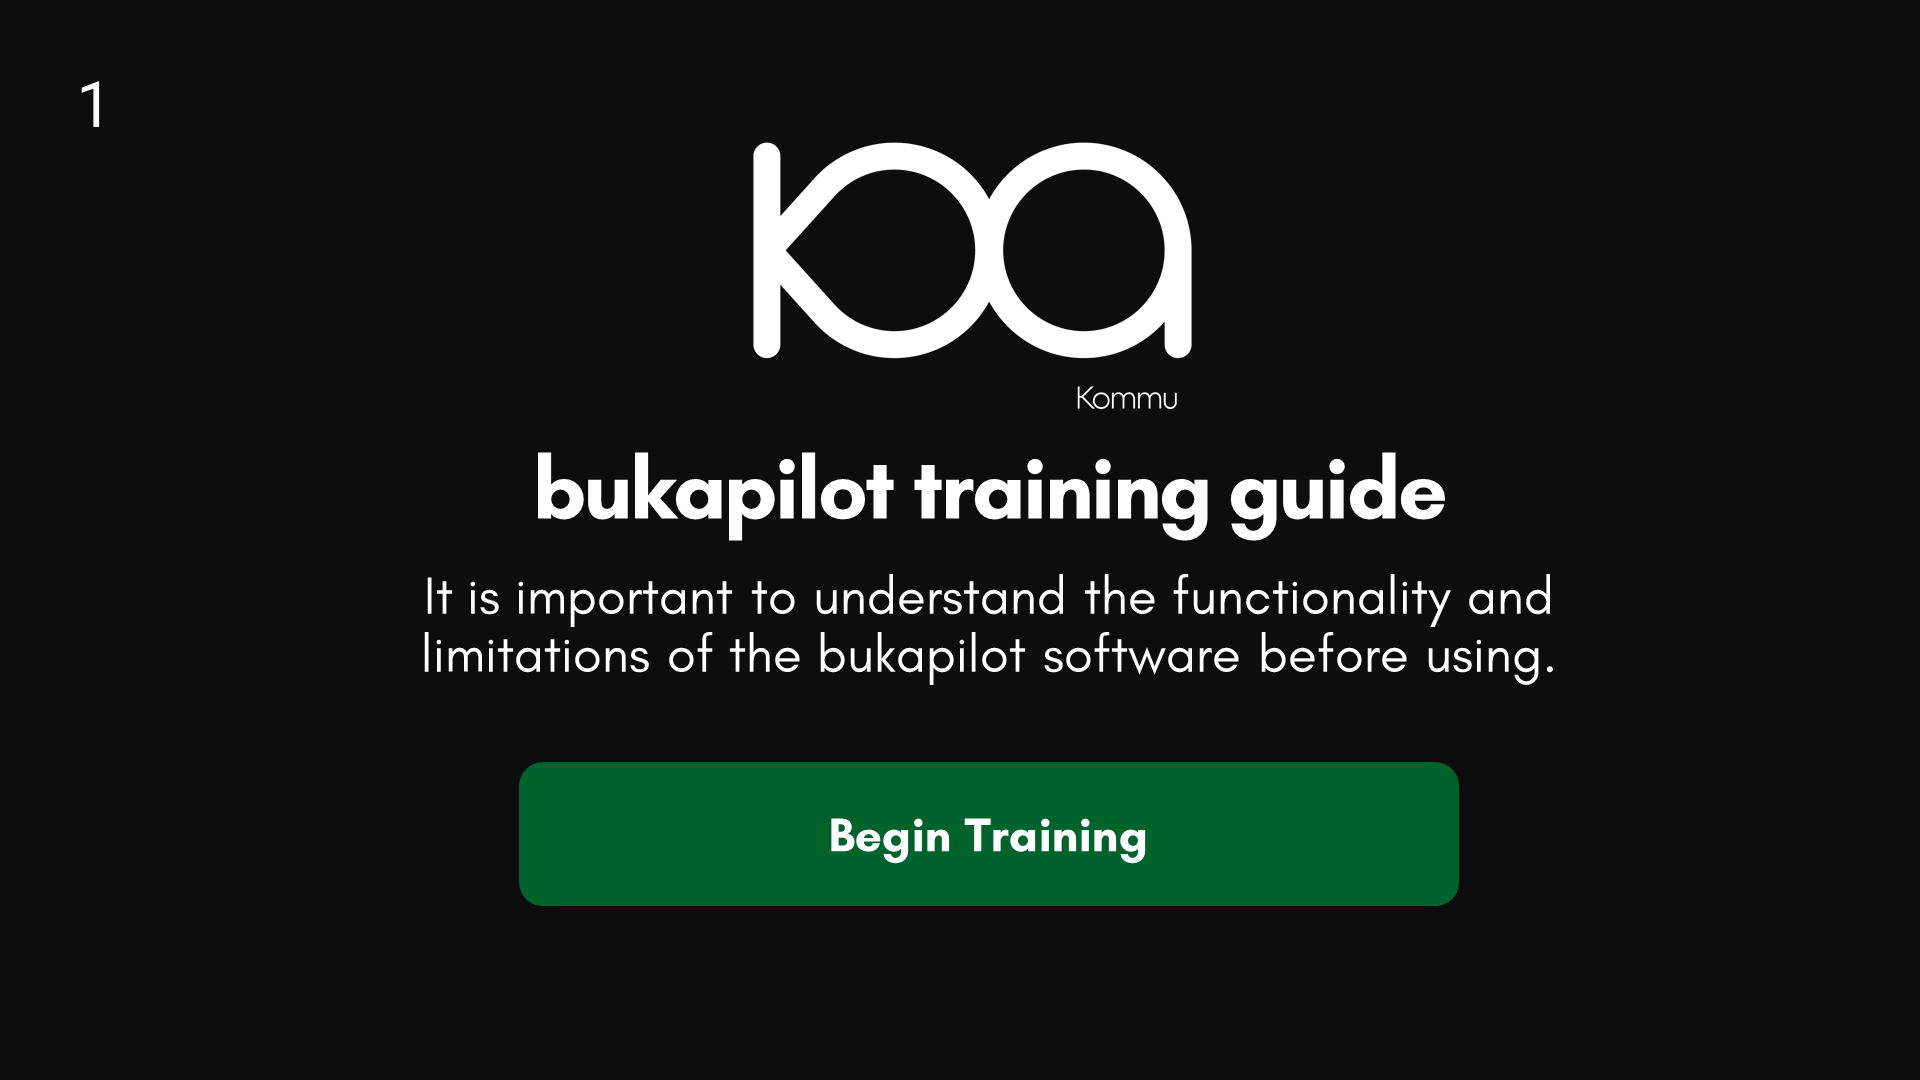 1
Kommu
bukapilot training guide
It is important to understand the functionality and
limitations of the bukapilot software before using.
Begin Training